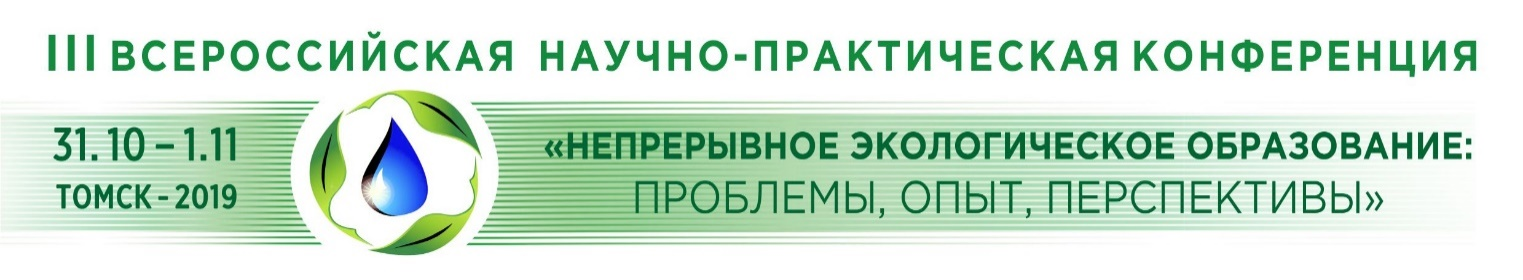 III ВСЕРОССИЙСКАЯ НАУЧНО-ПРАКТИЧЕСКАЯ КОНФЕРЕНЦИЯ
31.10 – 1.11
ТОМСК - 2019
«НЕПРЕРЫВНОЕ ЭКОЛОГИЧЕСКОЕ ОБРАЗОВАНИЕ:
ПРОБЛЕМЫ, ОПЫТ, ПЕРСПЕКТИВЫ»